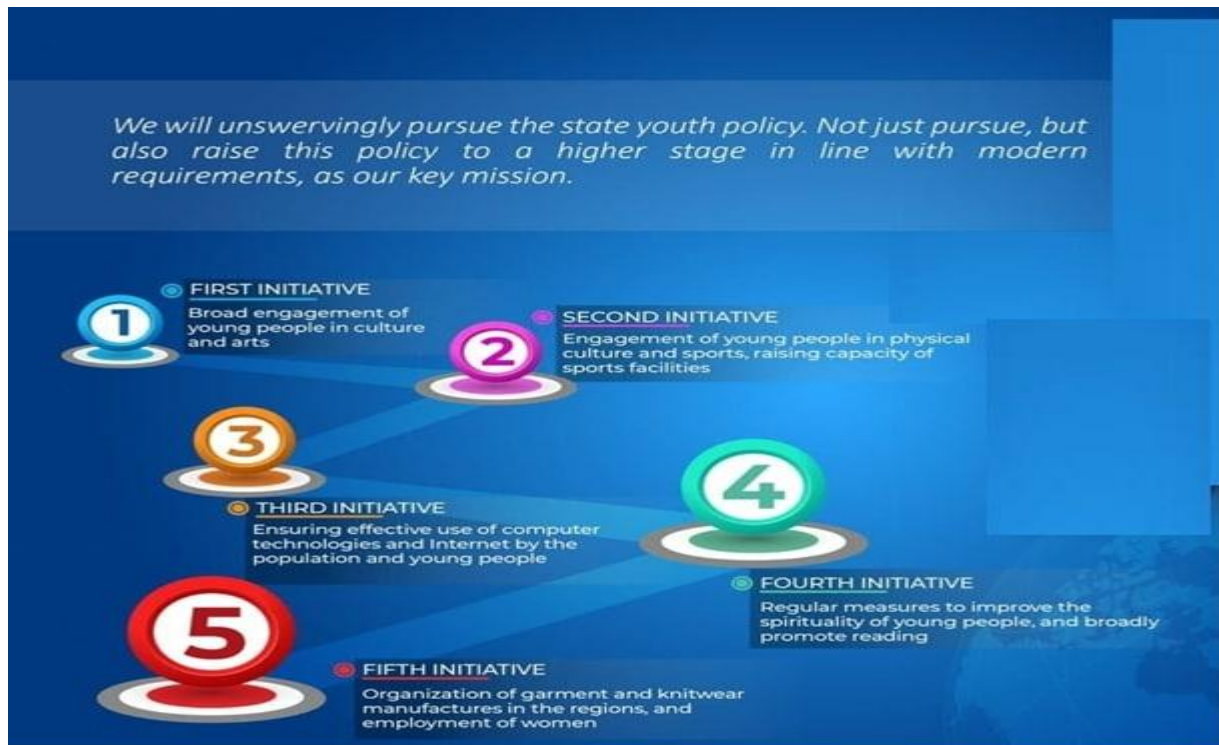 We will unswervingly pursue the state youth policy. Not just pursue, but
also raise this policy to a higher stage in line with modern
requirements, as our key mission.
1
FIRST INITIATIVE
Broad engagement of
young people in culture
and arts
2
SECOND INITIATIVE
Engagement of young people in physical
culture and sports, raising capacity of
sports facilities
3
THIRD INITIATIVE
Ensuring effective use of computer
technologies and Internet by the
population and young people
4
FOURTH INITIATIVE
Regular measures to improve the
spirituality of young people, and broadly
promote reading
5
FIFTH INITIATIVE
Organization of garment and knitwear
manufactures in the regions, and
employment of women